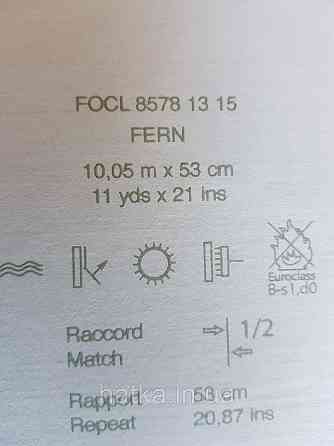 FOCL 8578 13 15
FERN
10,05 m x 53 cm
11 yds x 21 ins
Euroclass
B-s1,d0
Raccord
Match
1/2
Rapport
Repeat
53 cm
20,87 ins